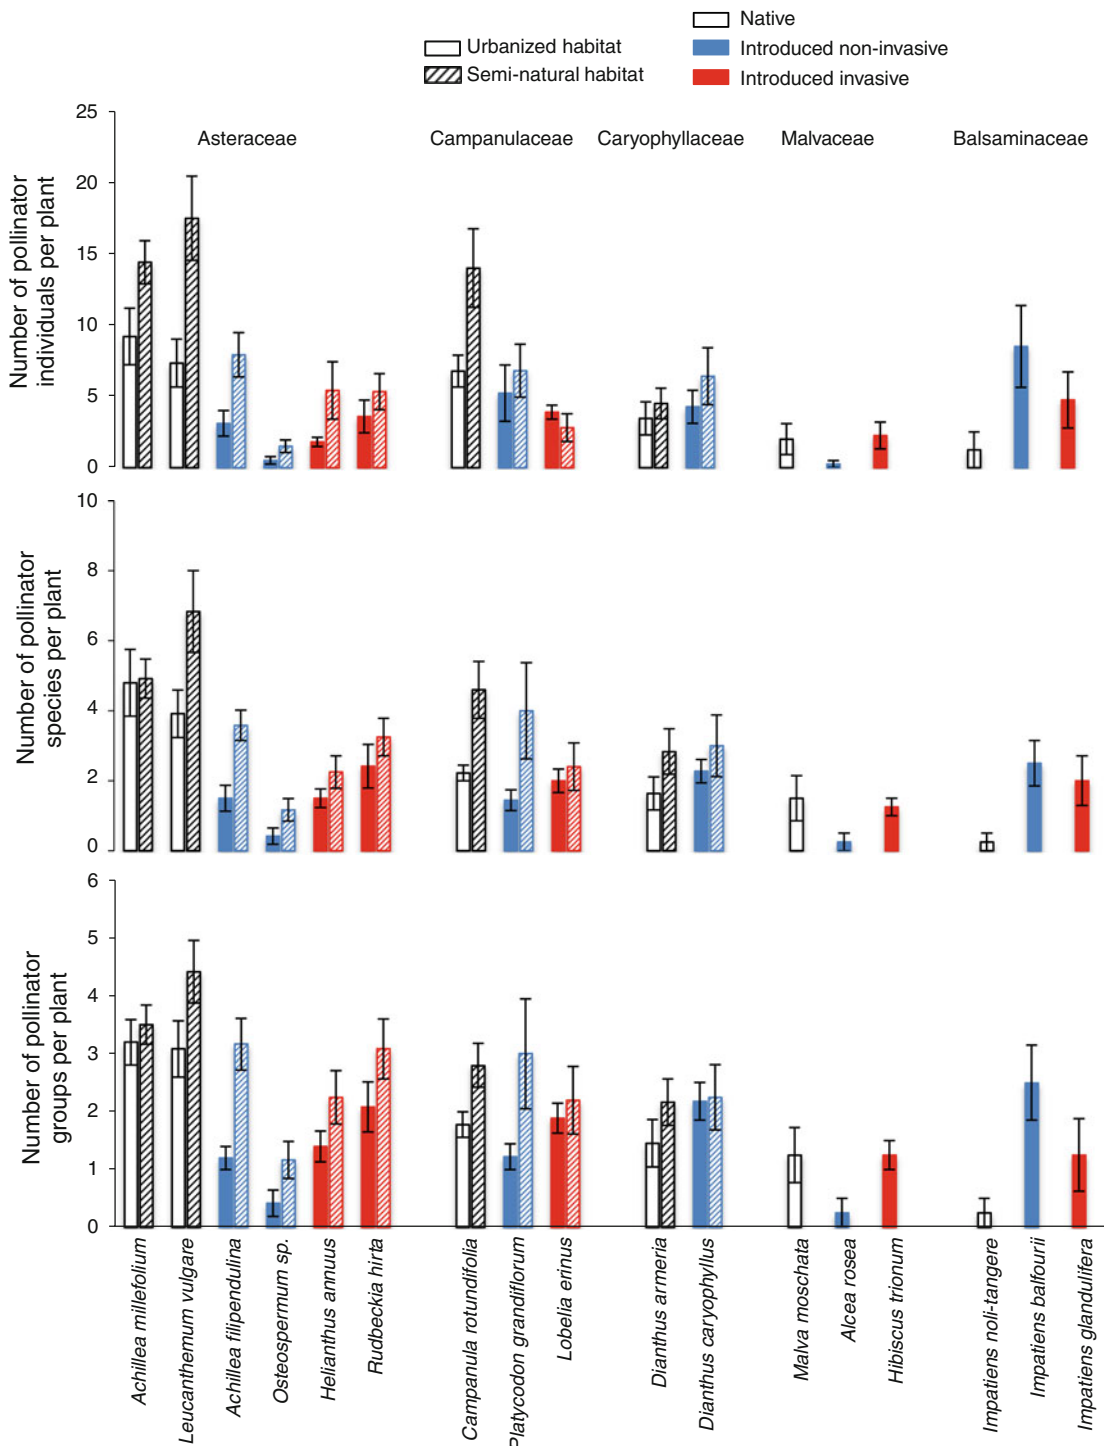 Urbanized habitat
Semi-natural habitat
Native
Introduced non-invasive
Introduced invasive
Asteraceae
Campanulaceae
Caryophyllaceae
Malvaceae
Balsaminaceae
Number of pollinator
individuals per plant
25
20
15
10
5
0
Number of pollinator
species per plant
10
8
6
4
2
0
Number of pollinator
groups per plant
6
5
4
3
2
1
0
Achillea millefolium
Leucanthemum vulgare
Achillea filipendulina
Osteospermum sp.
Helianthus annuus
Rudbeckia hirta
Campanula rotundifolia
Platycodon grandiflorum
Lobelia erinus
Dianthus armeria
Dianthus caryophyllus
Malva moschata
Alcea rosea
Hibiscus trionum
Impatiens noli-tangere
Impatiens balfourii
Impatiens glandulifera